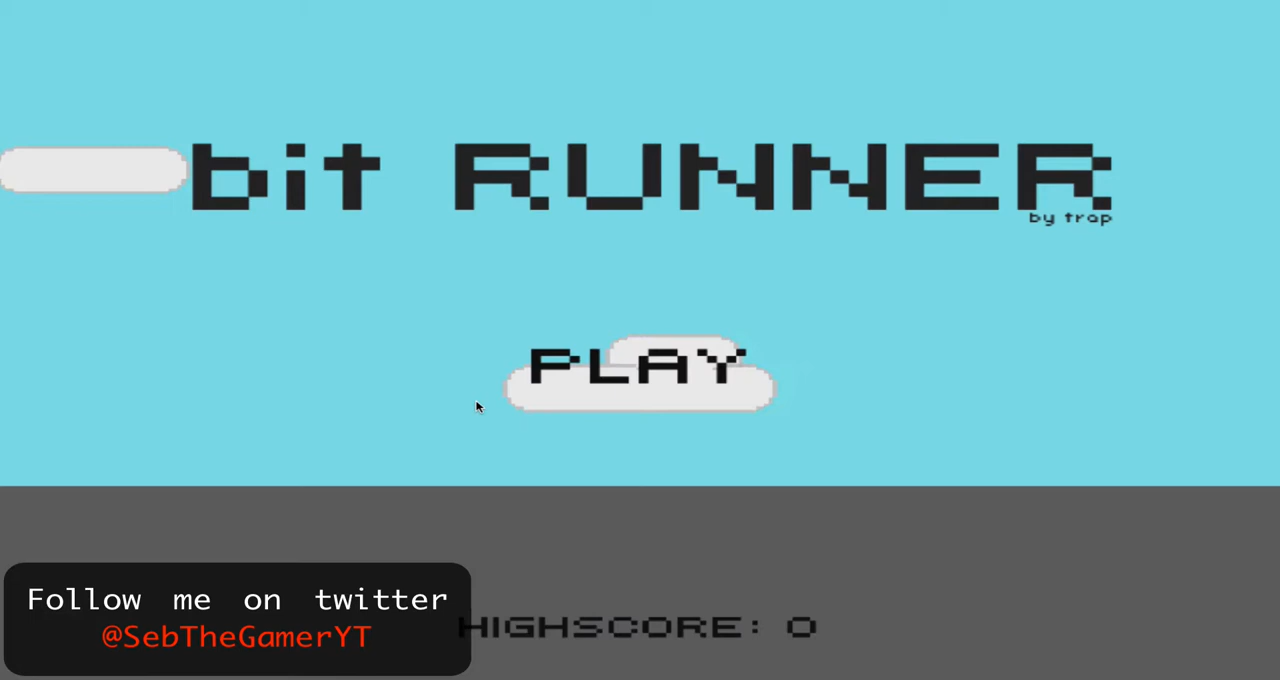 bit RUNNER
by trap
PLAY
Follow me on twitter
@SebTheGamerYT
HIGHSCORE: 0